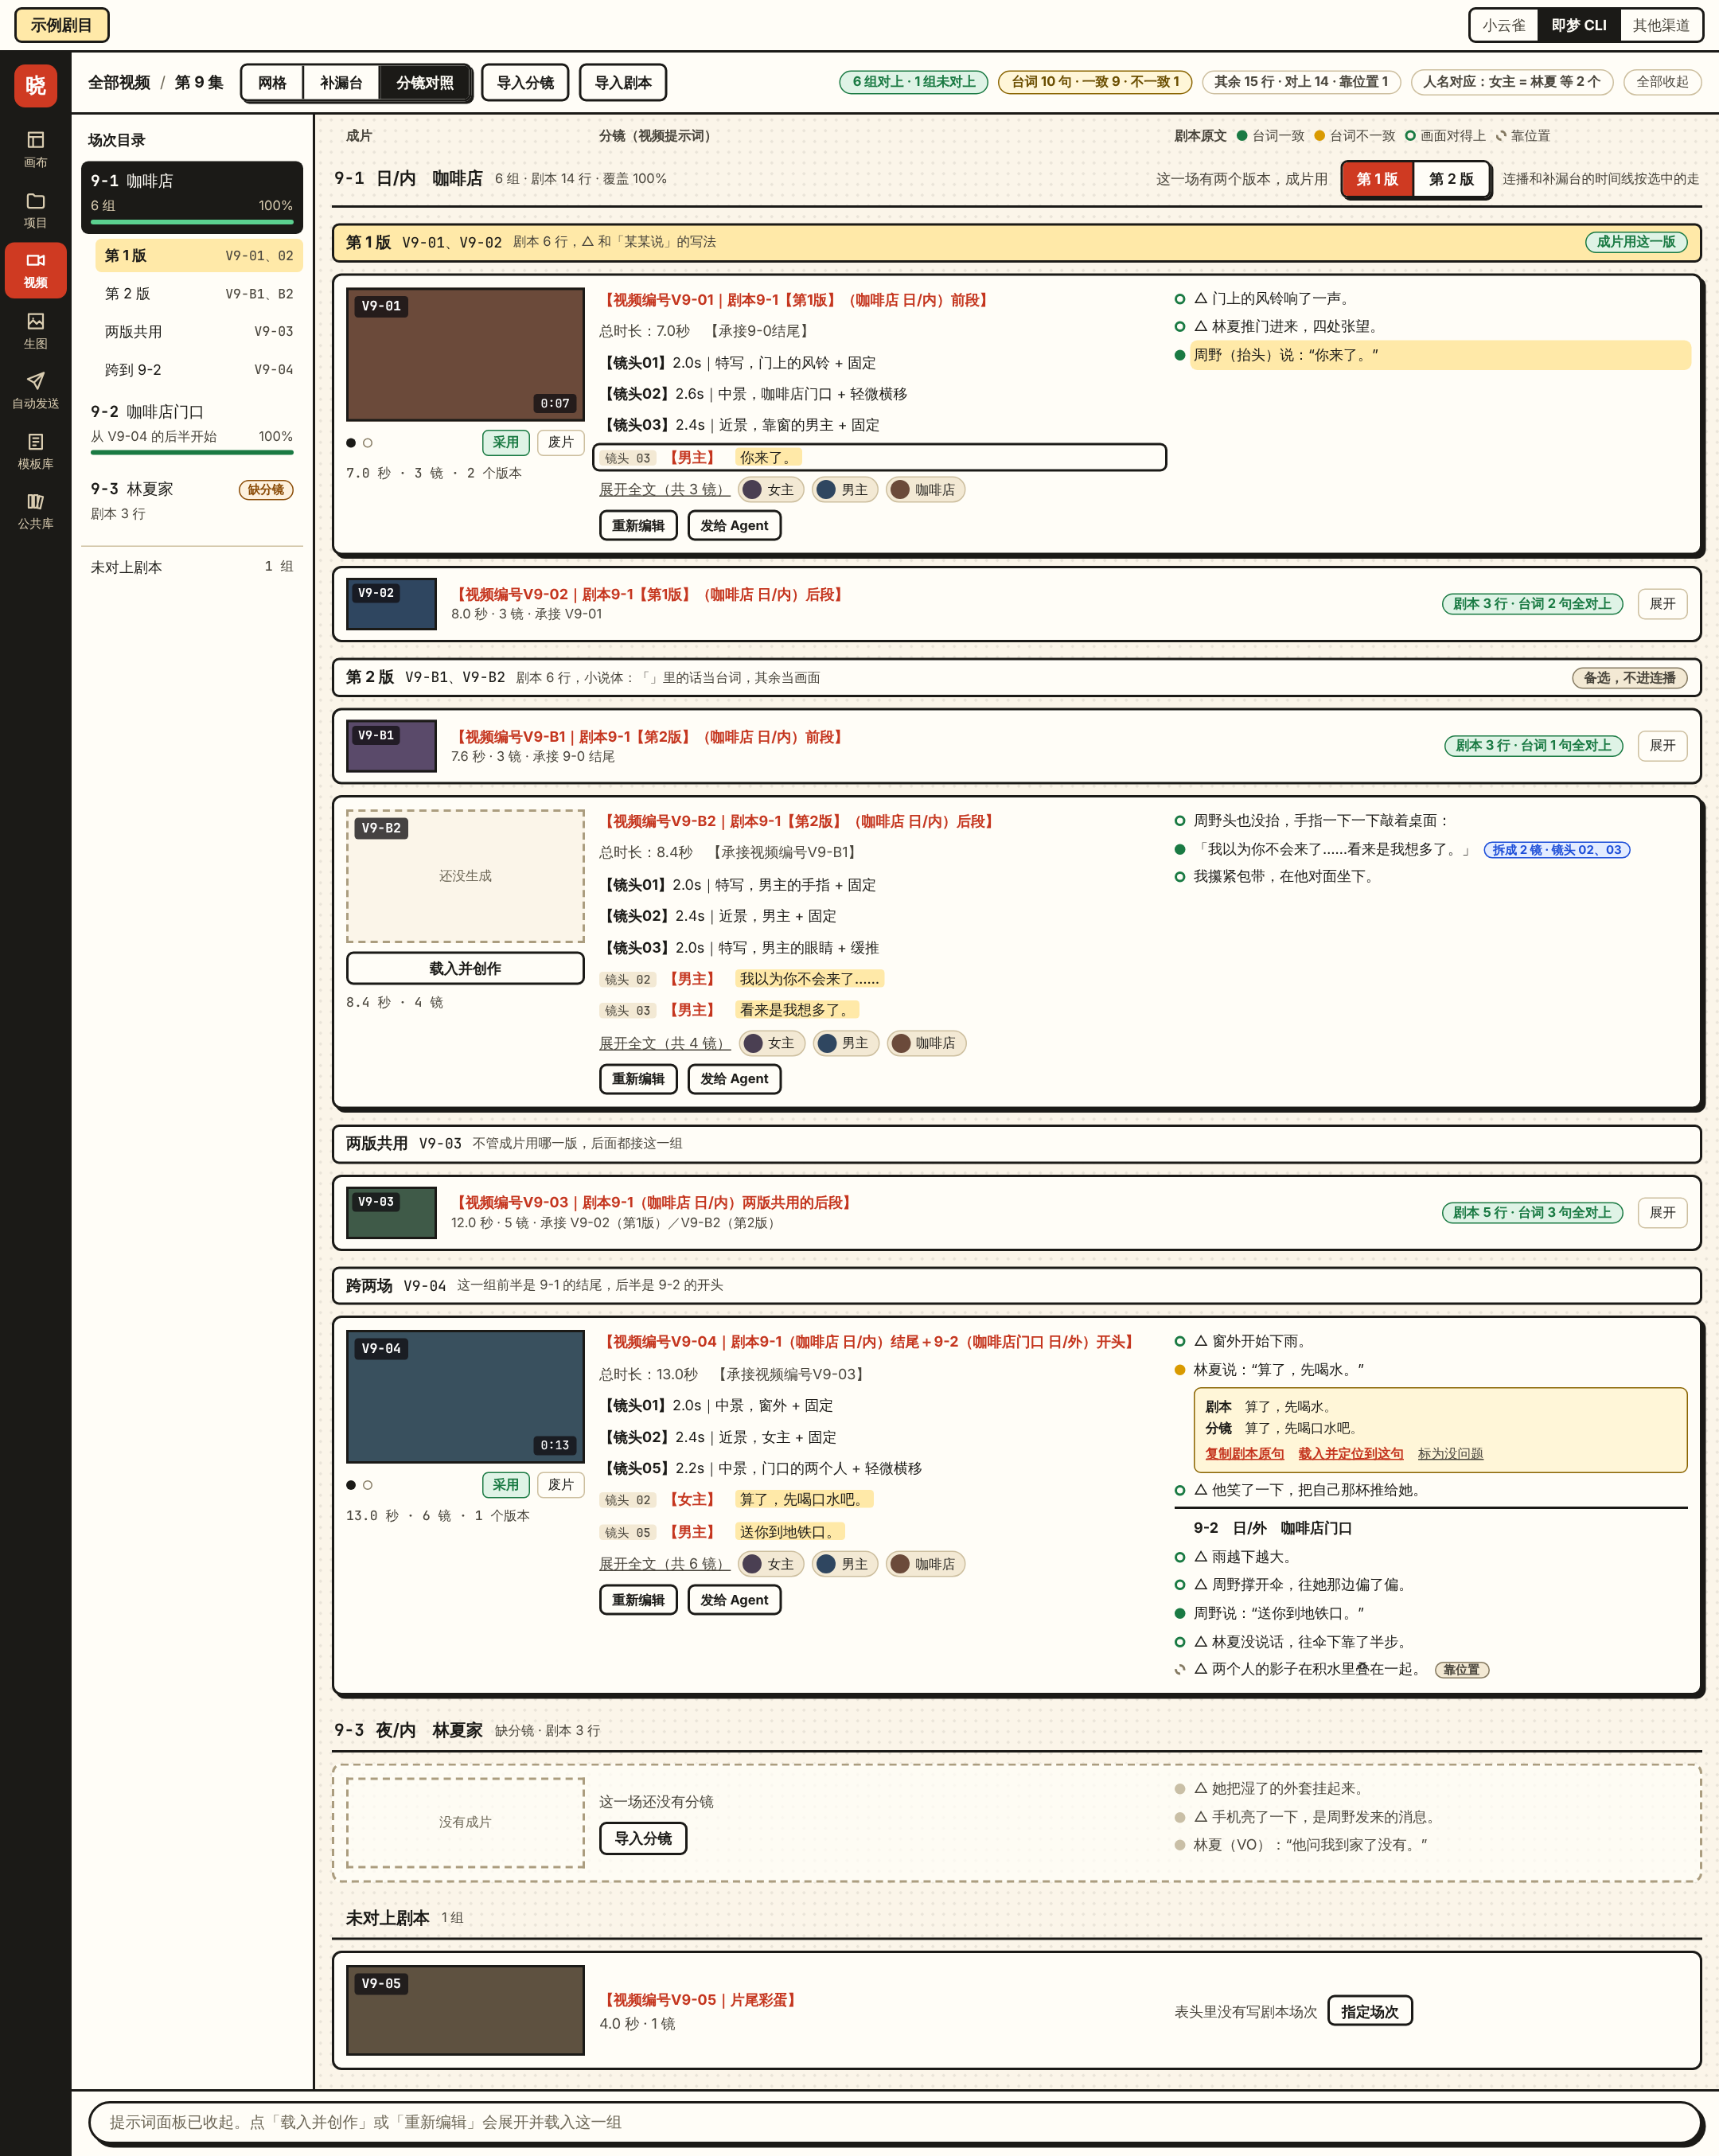 示例剧目
小云雀 即梦 CLI 其他渠道
晓
画布
项目
视频
生图
自动发送
模板库
公共库
全部视频 / 第 9 集 网格 补漏台 分镜对照 导入分镜 导入剧本 6 组对上 · 1 组未对上 台词 10 句 · 一致 9 · 不一致 1 其余 15 行 · 对上 14 · 靠位置 1 人名对应：女主 = 林夏 等 2 个 全部收起
场次目录
9-1 咖啡店
6 组 100%
第 1 版 V9-01、02
第 2 版 V9-B1、B2
两版共用 V9-03
跨到 9-2 V9-04
9-2 咖啡店门口
从 V9-04 的后半开始 100%
9-3 林夏家 缺分镜
剧本 3 行
未对上剧本 1 组
成片 分镜（视频提示词） 剧本原文 台词一致 台词不一致 画面对得上 靠位置
9-1 日/内 咖啡店 6 组 · 剧本 14 行 · 覆盖 100% 这一场有两个版本，成片用 第 1 版 第 2 版 连播和补漏台的时间线按选中的走
第 1 版 V9-01、V9-02 剧本 6 行，△ 和「某某说」的写法 成片用这一版
V9-01
0:07
采用 废片
7.0 秒 · 3 镜 · 2 个版本
【视频编号V9-01｜剧本9-1【第1版】（咖啡店 日/内）前段】
总时长：7.0秒 【承接9-0结尾】
【镜头01】2.0s｜特写，门上的风铃 + 固定
【镜头02】2.6s｜中景，咖啡店门口 + 轻微横移
【镜头03】2.4s｜近景，靠窗的男主 + 固定
镜头 03 【男主】 你来了。
展开全文（共 3 镜） 女主 男主 咖啡店
重新编辑 发给 Agent
△ 门上的风铃响了一声。
△ 林夏推门进来，四处张望。
周野（抬头）说：“你来了。”
V9-02
【视频编号V9-02｜剧本9-1【第1版】（咖啡店 日/内）后段】
8.0 秒 · 3 镜 · 承接 V9-01
剧本 3 行 · 台词 2 句全对上 展开
第 2 版 V9-B1、V9-B2 剧本 6 行，小说体：「」里的话当台词，其余当画面 备选，不进连播
V9-B1
【视频编号V9-B1｜剧本9-1【第2版】（咖啡店 日/内）前段】
7.6 秒 · 3 镜 · 承接 9-0 结尾
剧本 3 行 · 台词 1 句全对上 展开
V9-B2
还没生成
载入并创作
8.4 秒 · 4 镜
【视频编号V9-B2｜剧本9-1【第2版】（咖啡店 日/内）后段】
总时长：8.4秒 【承接视频编号V9-B1】
【镜头01】2.0s｜特写，男主的手指 + 固定
【镜头02】2.4s｜近景，男主 + 固定
【镜头03】2.0s｜特写，男主的眼睛 + 缓推
镜头 02 【男主】 我以为你不会来了……
镜头 03 【男主】 看来是我想多了。
展开全文（共 4 镜） 女主 男主 咖啡店
重新编辑 发给 Agent
周野头也没抬，手指一下一下敲着桌面：
「我以为你不会来了……看来是我想多了。」 拆成 2 镜 · 镜头 02、03
我攥紧包带，在他对面坐下。
两版共用 V9-03 不管成片用哪一版，后面都接这一组
V9-03
【视频编号V9-03｜剧本9-1（咖啡店 日/内）两版共用的后段】
12.0 秒 · 5 镜 · 承接 V9-02（第1版）／V9-B2（第2版）
剧本 5 行 · 台词 3 句全对上 展开
跨两场 V9-04 这一组前半是 9-1 的结尾，后半是 9-2 的开头
V9-04
0:13
采用 废片
13.0 秒 · 6 镜 · 1 个版本
【视频编号V9-04｜剧本9-1（咖啡店 日/内）结尾＋9-2（咖啡店门口 日/外）开头】
总时长：13.0秒 【承接视频编号V9-03】
【镜头01】2.0s｜中景，窗外 + 固定
【镜头02】2.4s｜近景，女主 + 固定
【镜头05】2.2s｜中景，门口的两个人 + 轻微横移
镜头 02 【女主】 算了，先喝口水吧。
镜头 05 【男主】 送你到地铁口。
展开全文（共 6 镜） 女主 男主 咖啡店
重新编辑 发给 Agent
△ 窗外开始下雨。
林夏说：“算了，先喝水。”
剧本 算了，先喝水。
分镜 算了，先喝口水吧。
复制剧本原句 载入并定位到这句 标为没问题
△ 他笑了一下，把自己那杯推给她。
9-2 日/外 咖啡店门口
△ 雨越下越大。
△ 周野撑开伞，往她那边偏了偏。
周野说：“送你到地铁口。”
△ 林夏没说话，往伞下靠了半步。
△ 两个人的影子在积水里叠在一起。 靠位置
9-3 夜/内 林夏家 缺分镜 · 剧本 3 行
没有成片
这一场还没有分镜
导入分镜
△ 她把湿了的外套挂起来。
△ 手机亮了一下，是周野发来的消息。
林夏（VO）：“他问我到家了没有。”
未对上剧本 1 组
V9-05
【视频编号V9-05｜片尾彩蛋】
4.0 秒 · 1 镜
表头里没有写剧本场次 指定场次
提示词面板已收起。点「载入并创作」或「重新编辑」会展开并载入这一组